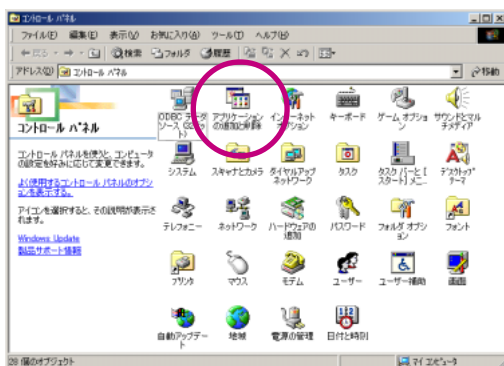 コントロール パネル
ファイル(F) 編集(E) 表示(V) お気に入り(A) ツール(T) ヘルプ(H)
戻る 検索 フォルダ 履歴
アドレス(D) コントロール パネル 移動
コントロール パネル
コントロール パネルを使うと、コンピュータ
の設定を好みに応じて変更できます。
よく使用するコントロール パネルのオプシ
ョンを表示する。
アイコンを選択すると、その説明が表示さ
れます。
Windows Update
製品サポート情報
ODBC データ
ソース (32ビッ
ト)
アプリケーション
の追加と削除
インターネット
オプション
キーボード
ゲーム オプショ
ン
サウンドとマル
チメディア
システム
スキャナとカメラ
ダイヤルアップ
ネットワーク
タスク
タスク バーと [
スタート] メニ...
デスクトップ
テーマ
テレフォニー
ネットワーク
ハードウェアの
追加
パスワード
フォルダ オプシ
ョン
フォント
プリンタ
マウス
モデム
ユーザー
ユーザー補助
画面
自動アップデー
ト
地域
電源の管理
日付と時刻
28 個のオブジェクト マイ コンピュータ